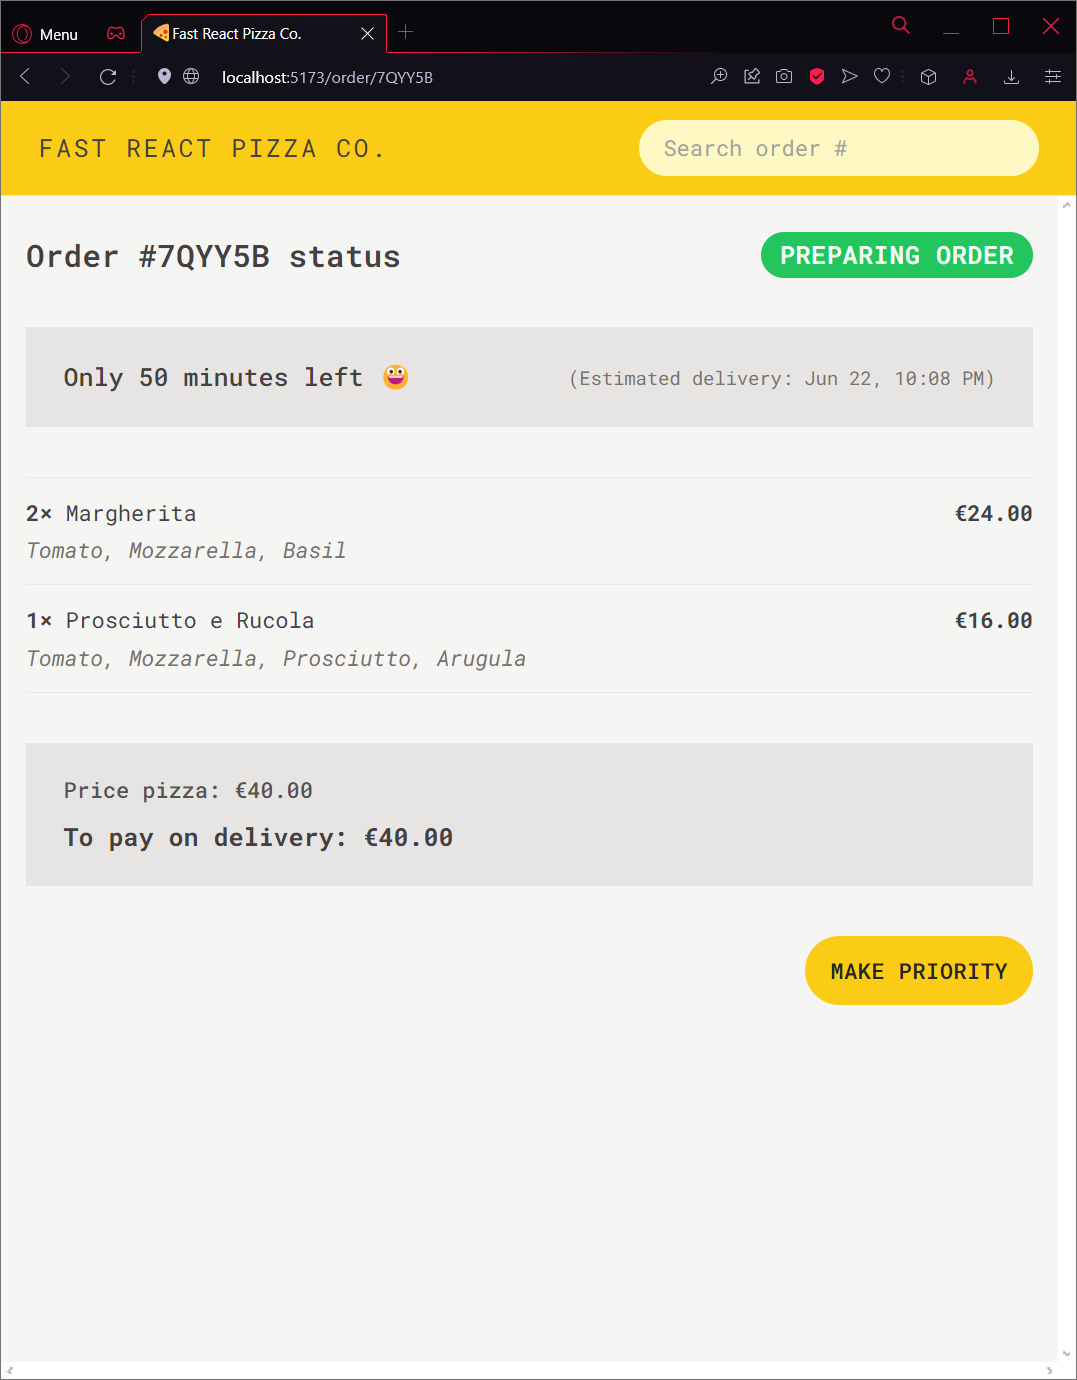 Menu
Fast React Pizza Co.
localhost:5173/order/7QYY5B
FAST REACT PIZZA CO.
Search order #
Order #7QYY5B status
PREPARING ORDER
Only 50 minutes left 😀
(Estimated delivery: Jun 22, 10:08 PM)
2× Margherita
€24.00
Tomato, Mozzarella, Basil
1× Prosciutto e Rucola
€16.00
Tomato, Mozzarella, Prosciutto, Arugula
Price pizza: €40.00
To pay on delivery: €40.00
MAKE PRIORITY